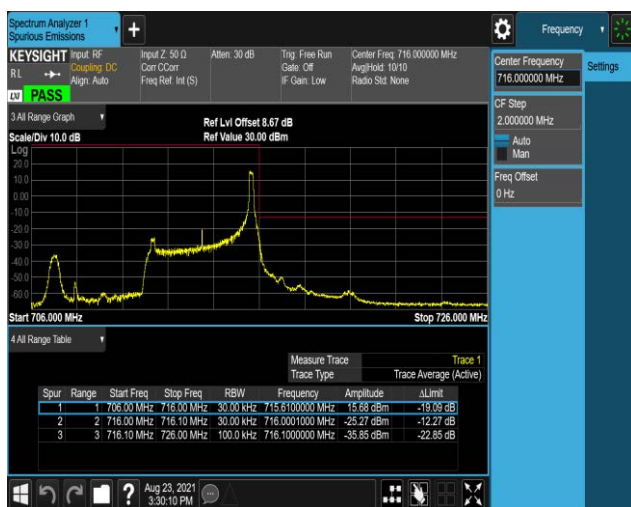 Spectrum Analyzer 1
Spurious Emissions
+
Frequency
KEYSIGHT
Input: RF
Input Z: 50 Ω
Atten: 30 dB
Trig: Free Run
Center Freq: 716.000000 MHz
RL
Coupling: DC
Corr CCorr
Gate: Off
Avg|Hold: 10/10
Align: Auto
Freq Ref: Int (S)
IF Gain: Low
Radio Std: None
LXI
PASS
Center Frequency
716.000000 MHz
Settings
CF Step
2.000000 MHz
Auto
Man
Freq Offset
0 Hz
3 All Range Graph
Ref Lvl Offset 8.67 dB
Scale/Div 10.0 dB
Ref Value 30.00 dBm
Log
20.0
10.0
0.00
-10.0
-20.0
-30.0
-40.0
-50.0
-60.0
Start 706.000 MHz
Stop 726.000 MHz
4 All Range Table
Measure Trace Trace 1
Trace Type Trace Average (Active)
Spur Range Start Freq Stop Freq RBW Frequency Amplitude ΔLimit
1 1 706.00 MHz 716.00 MHz 30.00 kHz 715.6100000 MHz 15.68 dBm -19.09 dB
2 2 716.00 MHz 716.10 MHz 30.00 kHz 716.0001000 MHz -25.27 dBm -12.27 dB
3 3 716.10 MHz 726.00 MHz 100.0 kHz 716.1000000 MHz -35.85 dBm -22.85 dB
?
Aug 23, 2021
3:30:10 PM